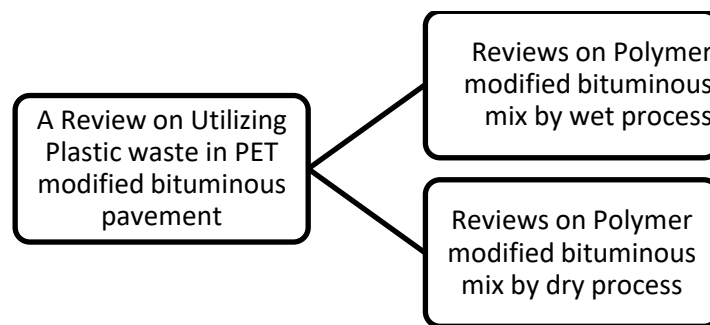 A Review on Utilizing
Plastic waste in PET
modified bituminous
pavement
Reviews on Polymer
modified bituminous
mix by wet process
Reviews on Polymer
modified bituminous
mix by dry process